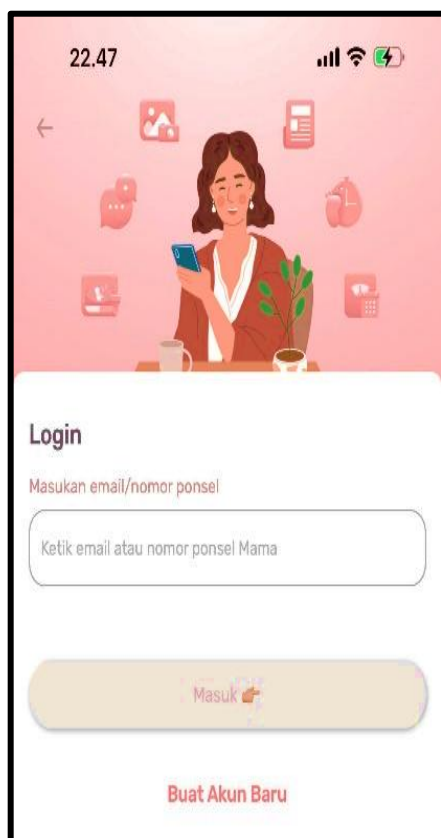 22.47
Login
Masukan email/nomor ponsel
Ketik email atau nomor ponsel Mama
Masuk 👉
Buat Akun Baru